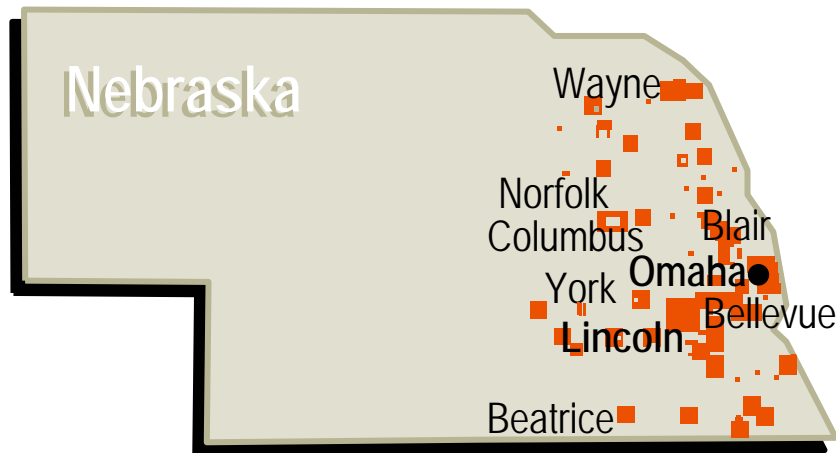 Nebraska
Wayne
Norfolk
Columbus
Blair
Omaha
York
Bellevue
Lincoln
Beatrice